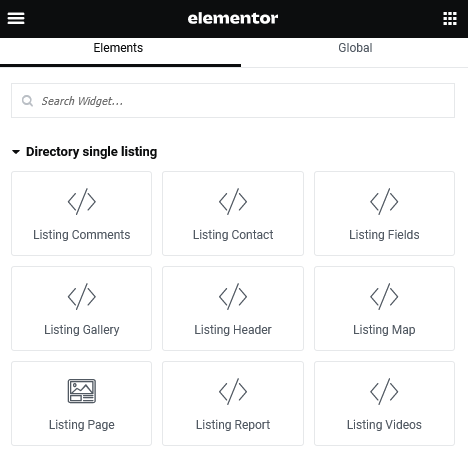 elementor
Elements Global
Search Widget...
Directory single listing
Listing Comments Listing Contact Listing Fields
Listing Gallery Listing Header Listing Map
Listing Page Listing Report Listing Videos